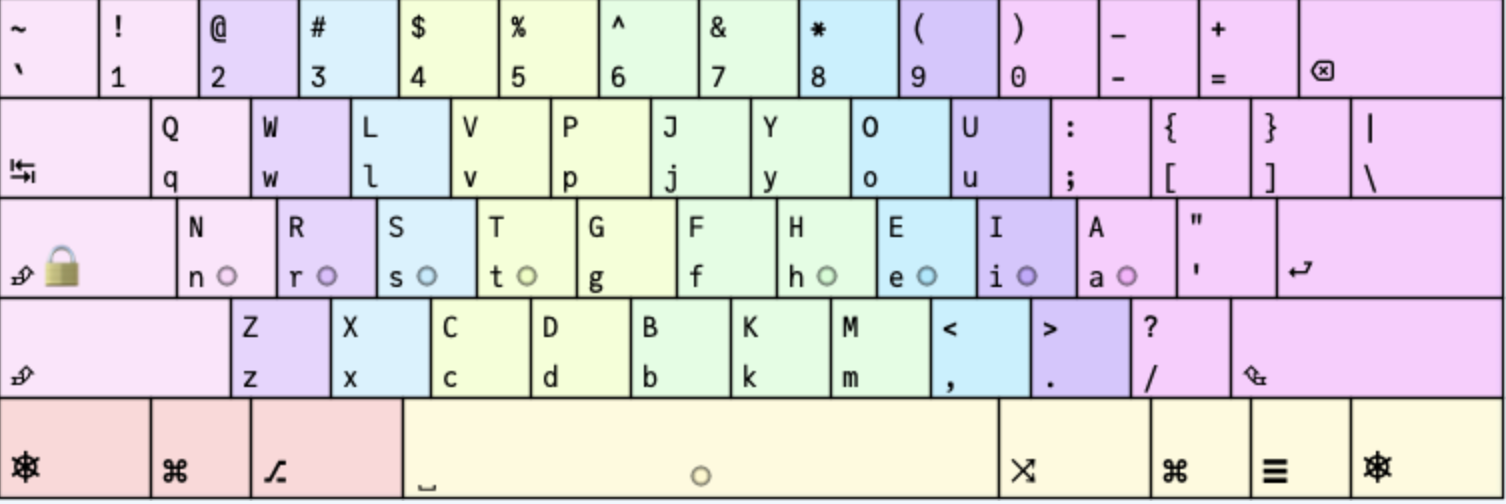 ~ ! @ # $ % ^ & * ( ) _ +
` 1 2 3 4 5 6 7 8 9 0 - = ⌫
Q W L V P J Y O U : { } |
↹ q w l v p j y o u ; [ ] \
N R S T G F H E I A "
n r s t g f h e i a ' ↵
Z X C D B K M < > ?
z x c d b k m , . /
⎈ ⌘ ⌥ ⎵ ⤨ ⌘ ☰ ⎈